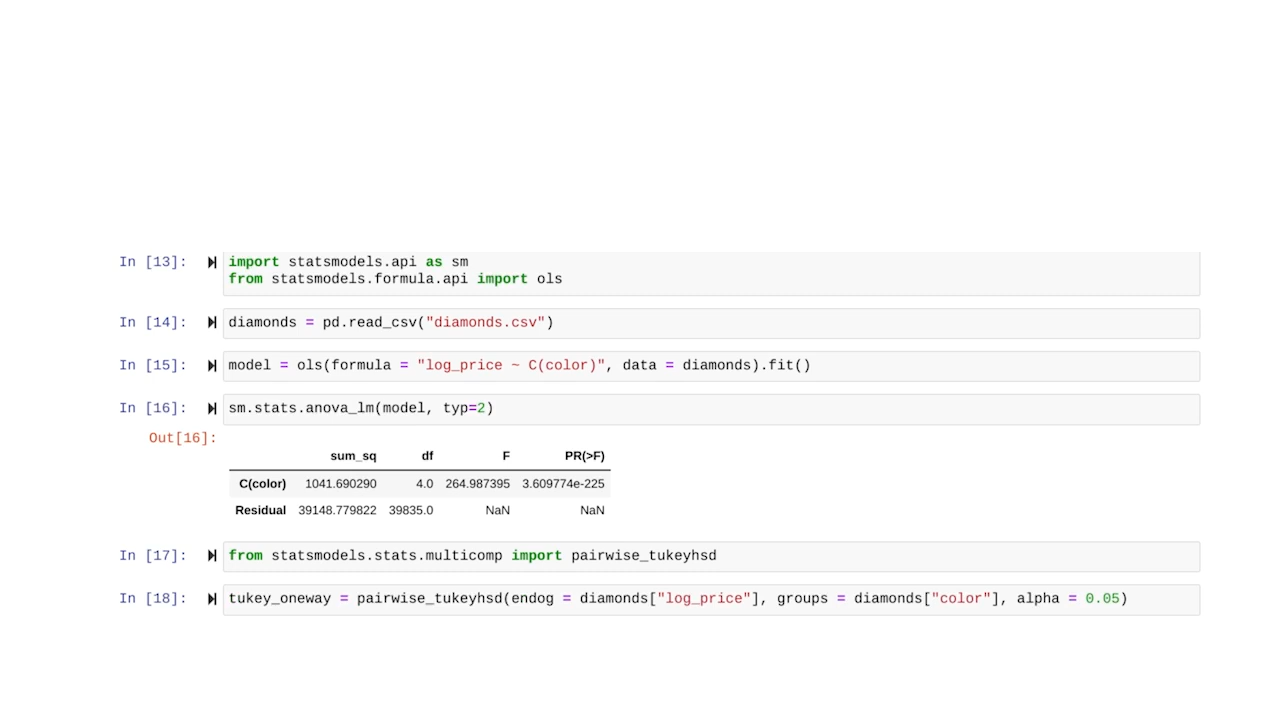 In [13]: import statsmodels.api as sm
from statsmodels.formula.api import ols
In [14]: diamonds = pd.read_csv("diamonds.csv")
In [15]: model = ols(formula = "log_price ~ C(color)", data = diamonds).fit()
In [16]: sm.stats.anova_lm(model, typ=2)
Out[16]:
sum_sq df F PR(>F)
C(color) 1041.690290 4.0 264.987395 3.609774e-225
Residual 39148.779822 39835.0 NaN NaN
In [17]: from statsmodels.stats.multicomp import pairwise_tukeyhsd
In [18]: tukey_oneway = pairwise_tukeyhsd(endog = diamonds["log_price"], groups = diamonds["color"], alpha = 0.05)